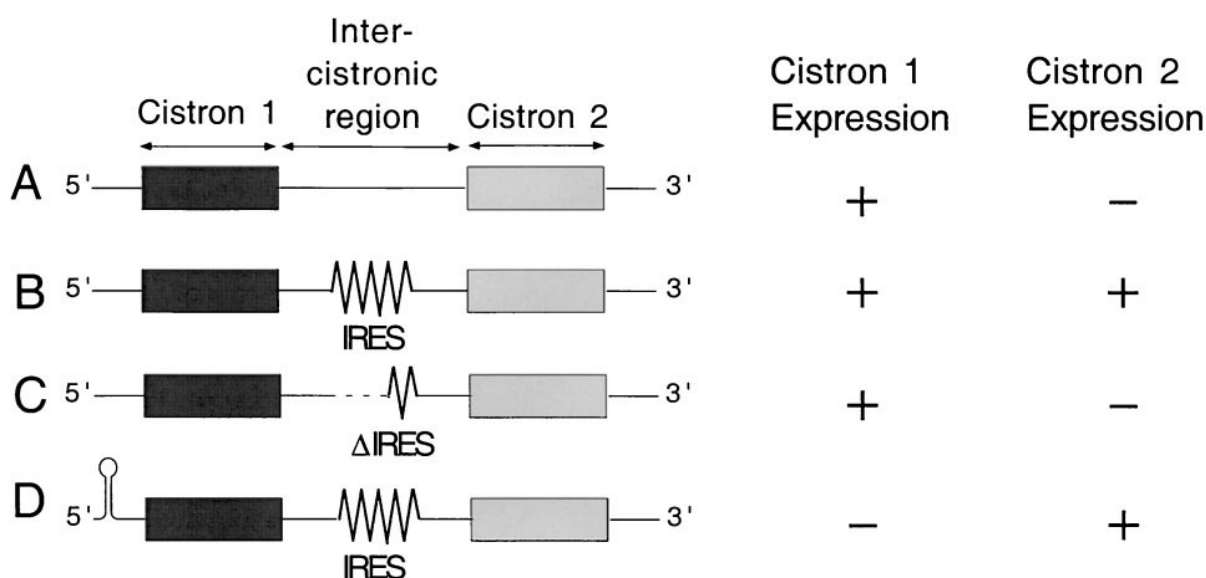 Inter-
cistronic
region
Cistron 1
Cistron 2
Cistron 1
Expression
Cistron 2
Expression
A 5' 3' + −
B 5' 3' + +
IRES
C 5' 3' + −
Δ IRES
D 5' 3' − +
IRES